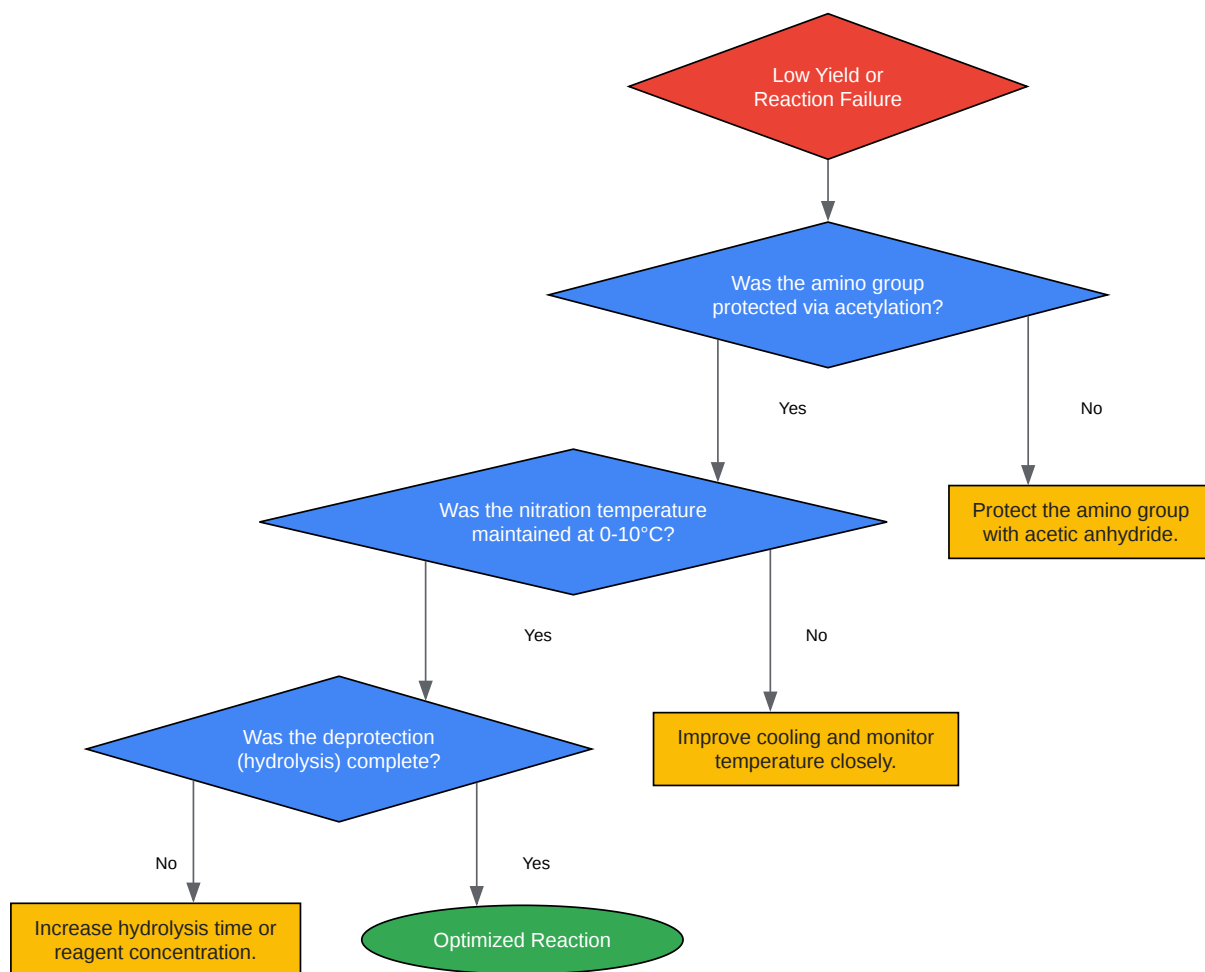 Low Yield or
Reaction Failure
Was the amino group
protected via acetylation?
Yes
No
Was the nitration temperature
maintained at 0-10°C?
Protect the amino group
with acetic anhydride.
Yes
No
Was the deprotection
(hydrolysis) complete?
Improve cooling and monitor
temperature closely.
No
Yes
Increase hydrolysis time or
reagent concentration.
Optimized Reaction